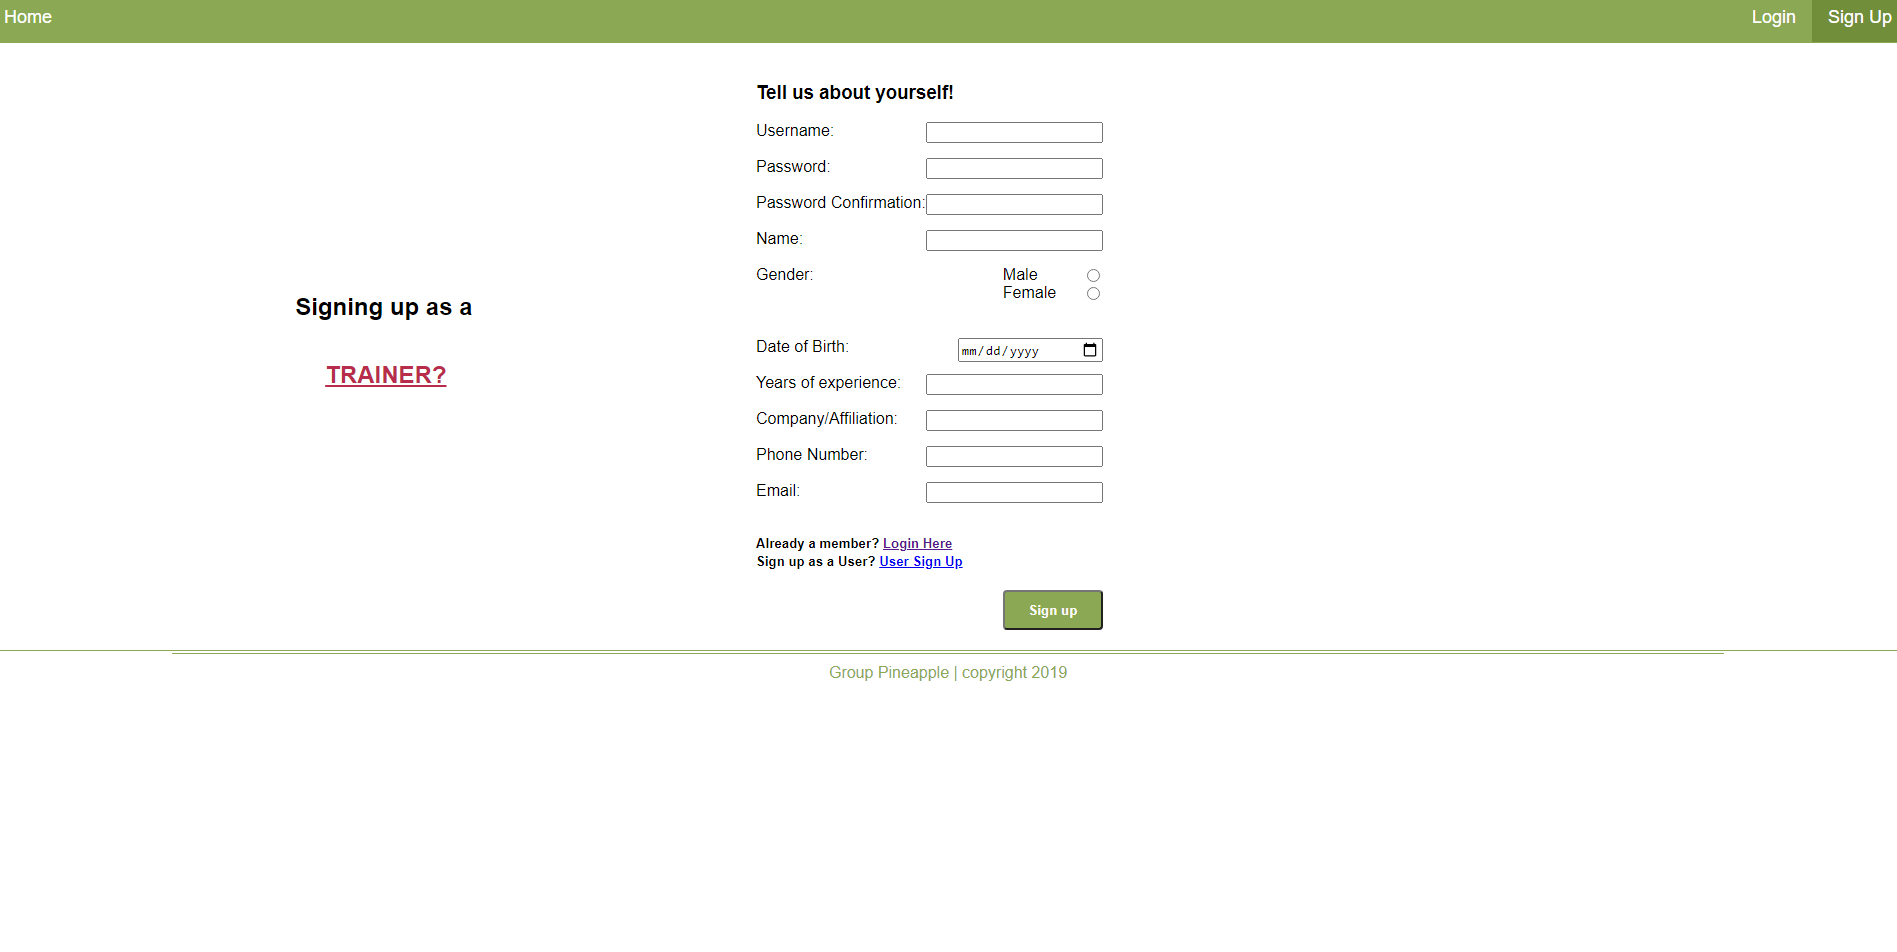 Home
Login
Sign Up
Signing up as a
TRAINER?
Tell us about yourself!
Username:
Password:
Password Confirmation:
Name:
Gender:
Male
Female
Date of Birth:
mm/dd/yyyy
Years of experience:
Company/Affiliation:
Phone Number:
Email:
Already a member? Login Here
Sign up as a User? User Sign Up
Sign up
Group Pineapple | copyright 2019